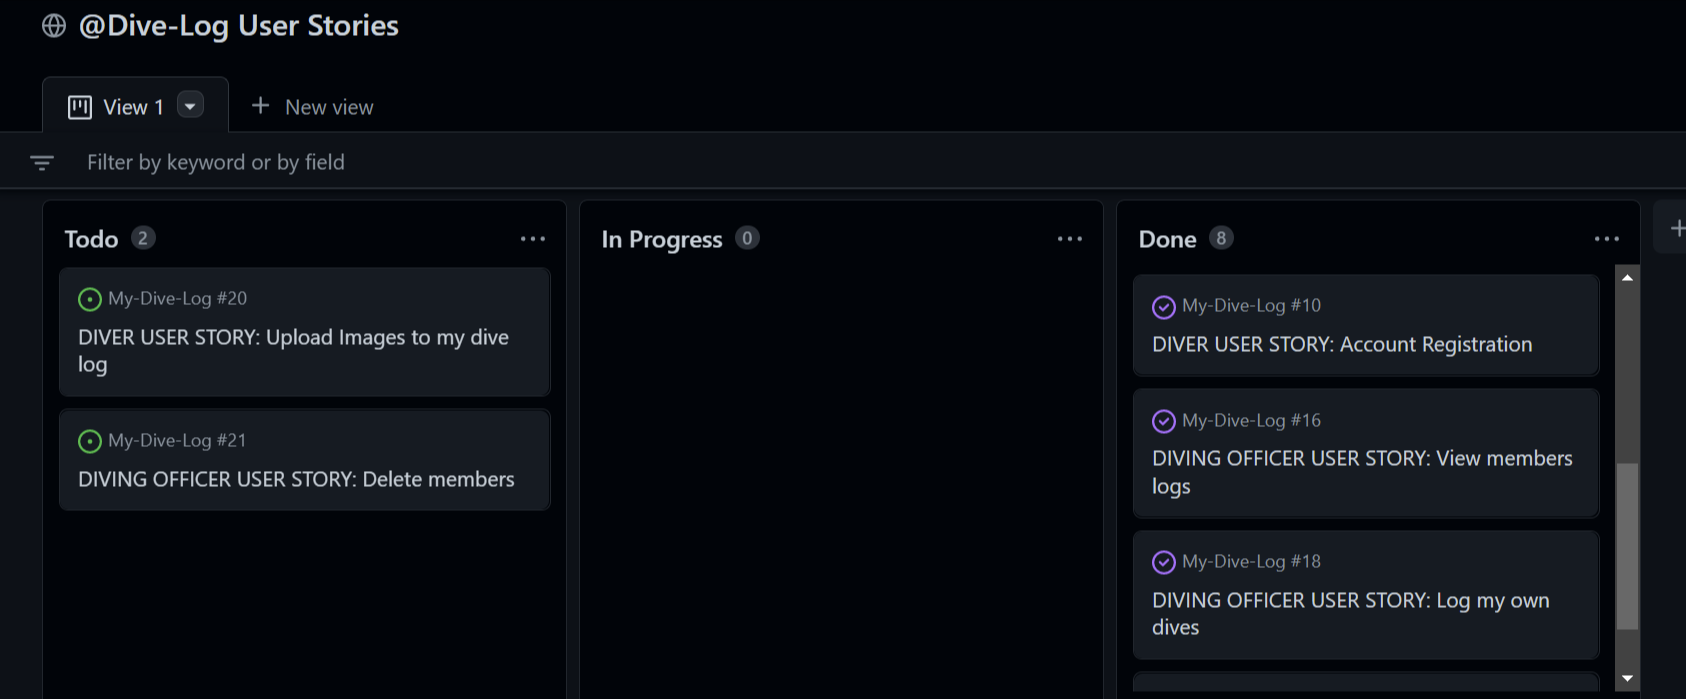 @Dive-Log User Stories
View 1
New view
Filter by keyword or by field
Todo 2
My-Dive-Log #20
DIVER USER STORY: Upload Images to my dive
log
My-Dive-Log #21
DIVING OFFICER USER STORY: Delete members
In Progress 0
Done 8
My-Dive-Log #10
DIVER USER STORY: Account Registration
My-Dive-Log #16
DIVING OFFICER USER STORY: View members
logs
My-Dive-Log #18
DIVING OFFICER USER STORY: Log my own
dives